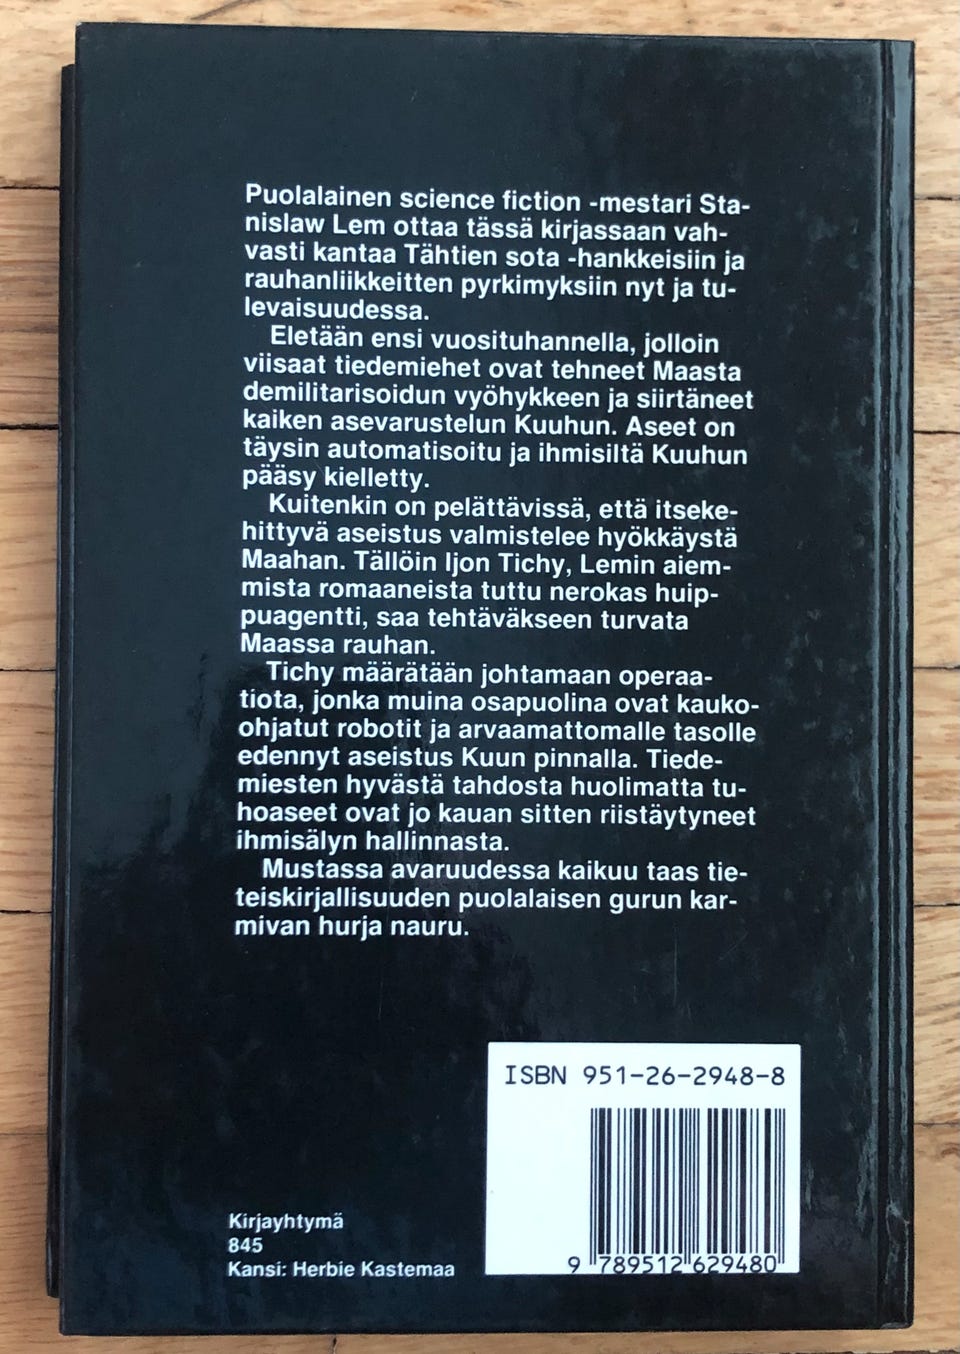 Puolalainen science fiction -mestari Sta-
nislaw Lem ottaa tässä kirjassaan vah-
vasti kantaa Tähtien sota -hankkeisiin ja
rauhanliikkeitten pyrkimyksiin nyt ja tu-
levaisuudessa.
Eletään ensi vuosituhannella, jolloin
viisaat tiedemiehet ovat tehneet Maasta
demilitarisoidun vyöhykkeen ja siirtäneet
kaiken asevarustelun Kuuhun. Aseet on
täysin automatisoitu ja ihmisiltä Kuuhun
pääsy kielletty.
Kuitenkin on pelättävissä, että itseke-
hittyvä aseistus valmistelee hyökkäystä
Maahan. Tällöin Ijon Tichy, Lemin aiem-
mista romaaneista tuttu nerokas huip-
puagentti, saa tehtäväkseen turvata
Maassa rauhan.
Tichy määrätään johtamaan operaa-
tiota, jonka muina osapuolina ovat kauko-
ohjatut robotit ja arvaamattomalle tasolle
edennyt aseistus Kuun pinnalla. Tiede-
miesten hyvästä tahdosta huolimatta tu-
hoaseet ovat jo kauan sitten riistäytyneet
ihmisälyn hallinnasta.
Mustassa avaruudessa kaikuu taas tie-
teiskirjallisuuden puolalaisen gurun kar-
mivan hurja nauru.
ISBN 951-26-2948-8
9 789512 629480
Kirjayhtymä
845
Kansi: Herbie Kastemaa